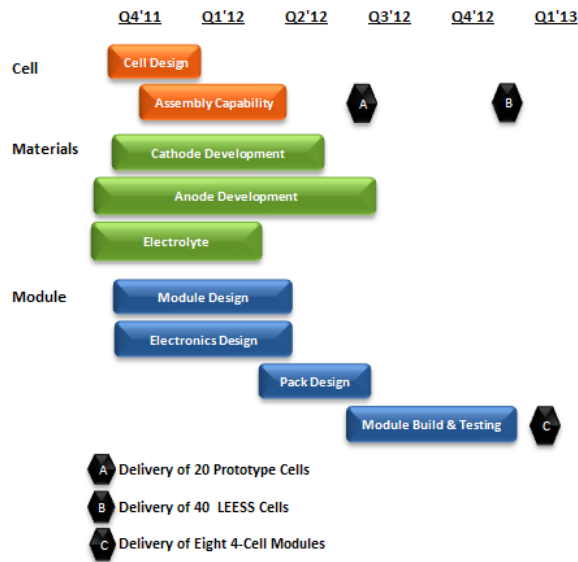 Q4'11 Q1'12 Q2'12 Q3'12 Q4'12 Q1'13
Cell
Cell Design
Assembly Capability A B
Materials
Cathode Development
Anode Development
Electrolyte
Module
Module Design
Electronics Design
Pack Design
Module Build & Testing C
A Delivery of 20 Prototype Cells
B Delivery of 40 LEESS Cells
C Delivery of Eight 4-Cell Modules